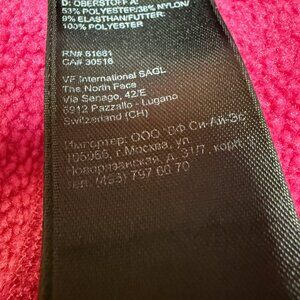 D: OBERSTOFF A:
53% POLYESTER/38% NYLON/
9% ELASTHAN/FUTTER:
100% POLYESTER
RN# 61661
CA# 30516
VF International SAGL
The North Face
Via Senago, 42/E
6912 Pazzallo - Lugano
Switzerland (CH)
Импортер: ООО "ВФ Си-Ай-Эс"
105066, г.Москва, ул.
Новорязанская, д. 31/7, корп.
Тел: (495) 797 60 70